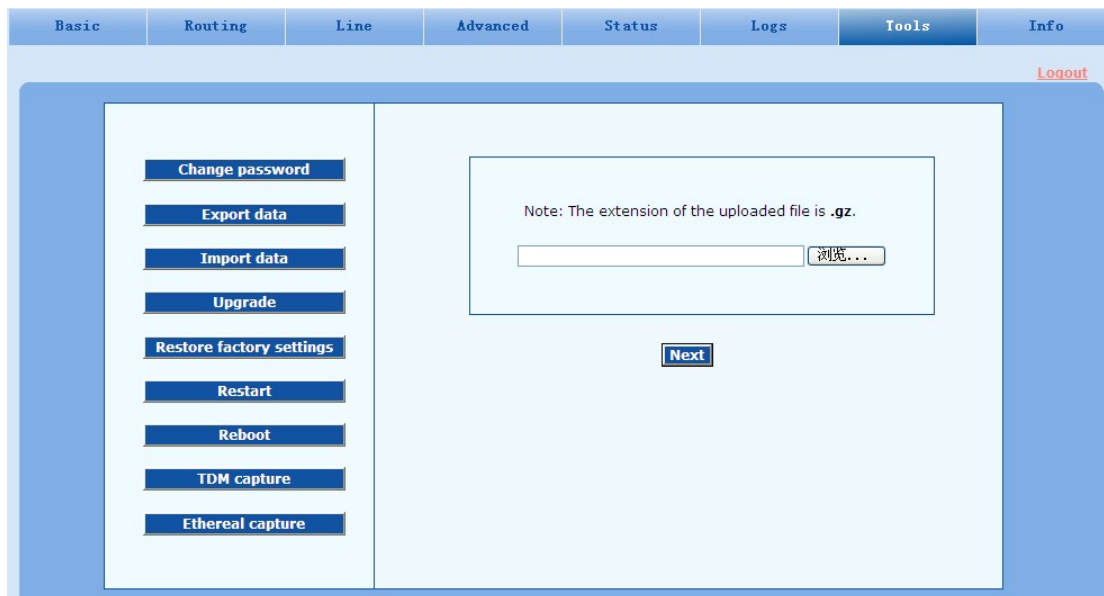 Basic Routing Line Advanced Status Logs Tools Info
Logout
Change password
Export data
Import data
Upgrade
Restore factory settings
Restart
Reboot
TDM capture
Ethereal capture
Note: The extension of the uploaded file is .gz.
浏览...
Next